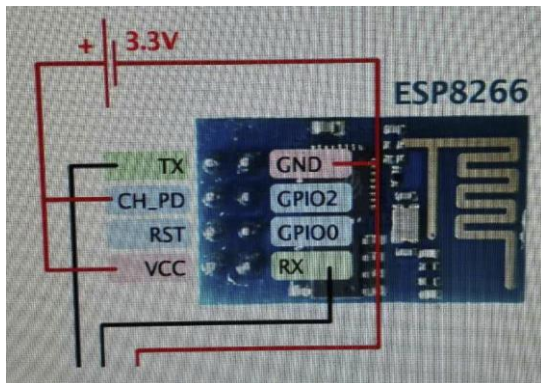 + 3.3V
ESP8266
TX GND
CH_PD GPIO2
RST GPIO0
VCC RX